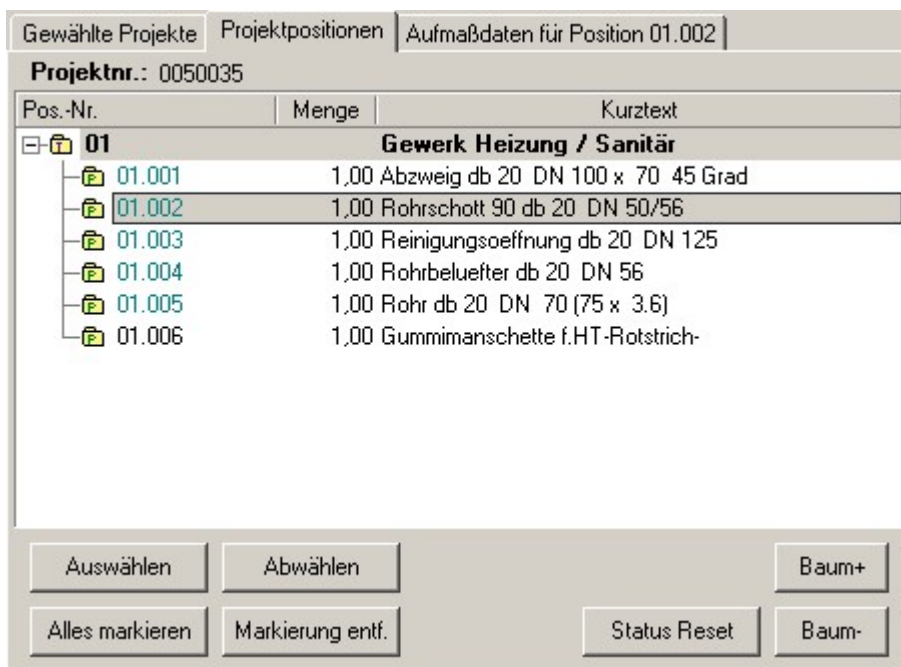 Gewählte Projekte Projektpositionen Aufmaßdaten für Position 01.002
Projektnr.: 0050035
Pos.-Nr. Menge Kurztext
01 Gewerk Heizung / Sanitär
01.001 1,00 Abzweig db 20 DN 100 x 70 45 Grad
01.002 1,00 Rohrschott 90 db 20 DN 50/56
01.003 1,00 Reinigungsoeffnung db 20 DN 125
01.004 1,00 Rohrbeluefter db 20 DN 56
01.005 1,00 Rohr db 20 DN 70 (75 x 3.6)
01.006 1,00 Gummimanschette f.HT-Rotstrich-
Auswählen Abwählen Baum+
Alles markieren Markierung entf. Status Reset Baum-